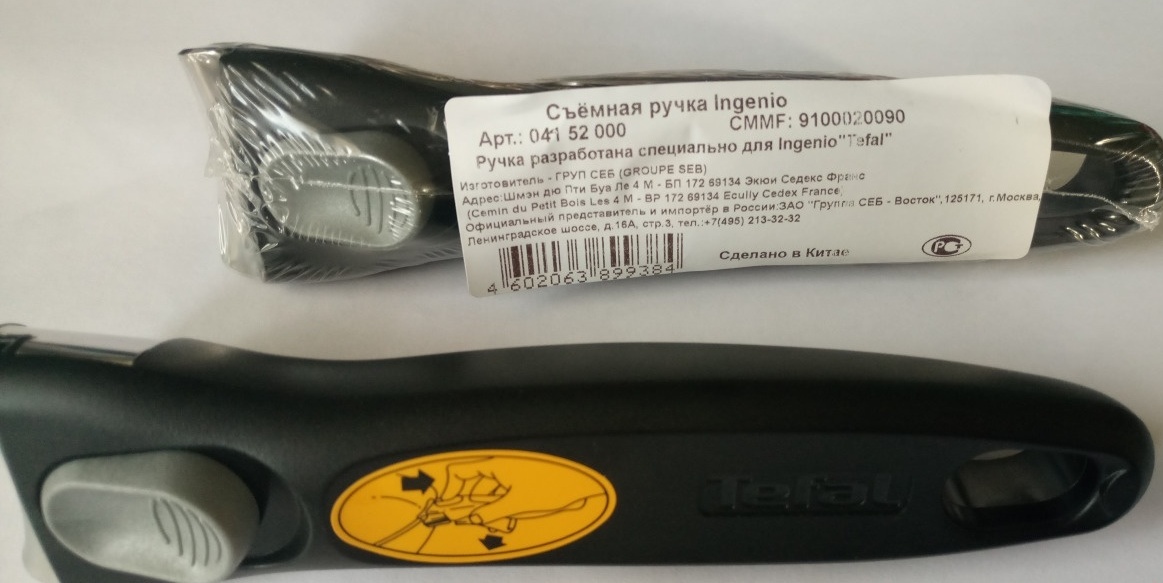 Съёмная ручка Ingenio
Арт.: 041 52 000 CMMF: 9100020090
Ручка разработана специально для Ingenio"Tefal"
Изготовитель - ГРУП СЕБ (GROUPE SEB)
Адрес:Шмэн дю Пти Буа Ле 4 М - БП 172 69134 Экюи Седекс Франс
(Cemin du Petit Bois Les 4 M - BP 172 69134 Ecully Cedex France)
Официальный представитель и импортёр в России:ЗАО "Группа СЕБ - Восток",125171, г.Москва,
Ленинградское шоссе, д.16А, стр.3, тел.:+7(495) 213-32-32
4 602063 899384
Сделано в Китае
РСТ
Tefal